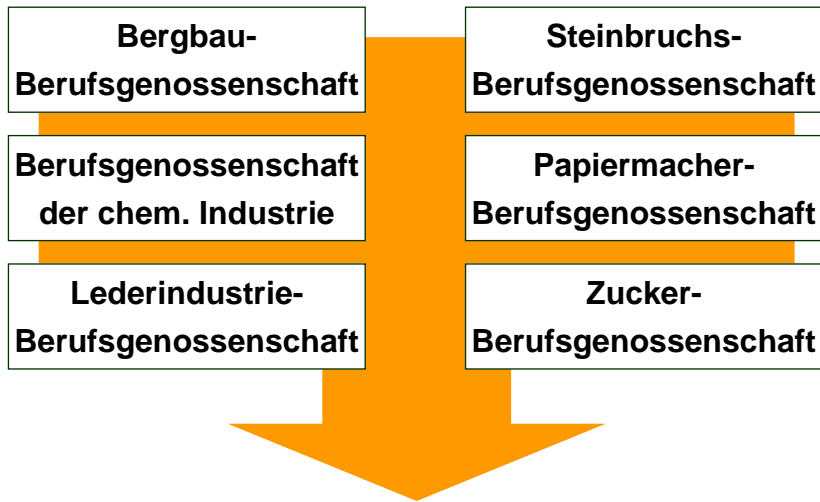 Bergbau-
Berufsgenossenschaft
Steinbruchs-
Berufsgenossenschaft
Berufsgenossenschaft
der chem. Industrie
Papiermacher-
Berufsgenossenschaft
Lederindustrie-
Berufsgenossenschaft
Zucker-
Berufsgenossenschaft